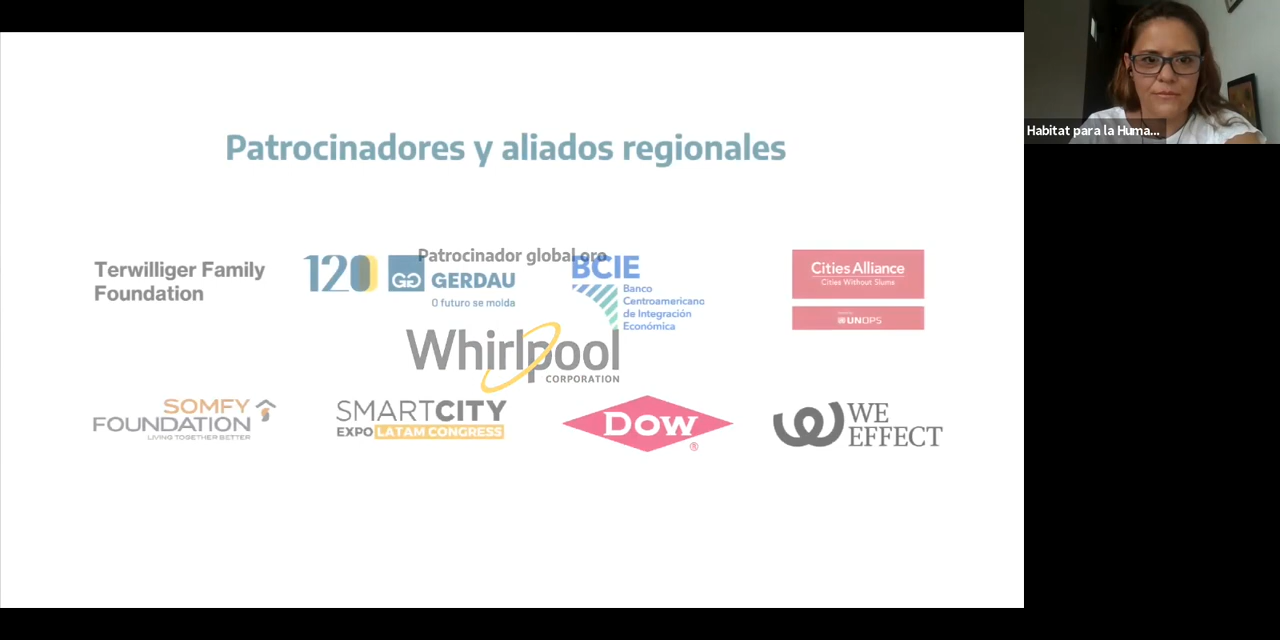 Habitat para la Huma...
Patrocinadores y aliados regionales
Patrocinador global oro
Terwilliger Family
Foundation
120
GERDAU
O futuro se molda
BCIE
Banco
Centroamericano
de Integración
Económica
Cities Alliance
Cities Without Slums
UNOPS
Whirlpool
CORPORATION
SOMFY
FOUNDATION
LIVING TOGETHER BETTER
SMARTCITY
EXPO LATAM CONGRESS
DOW
®
WE
EFFECT